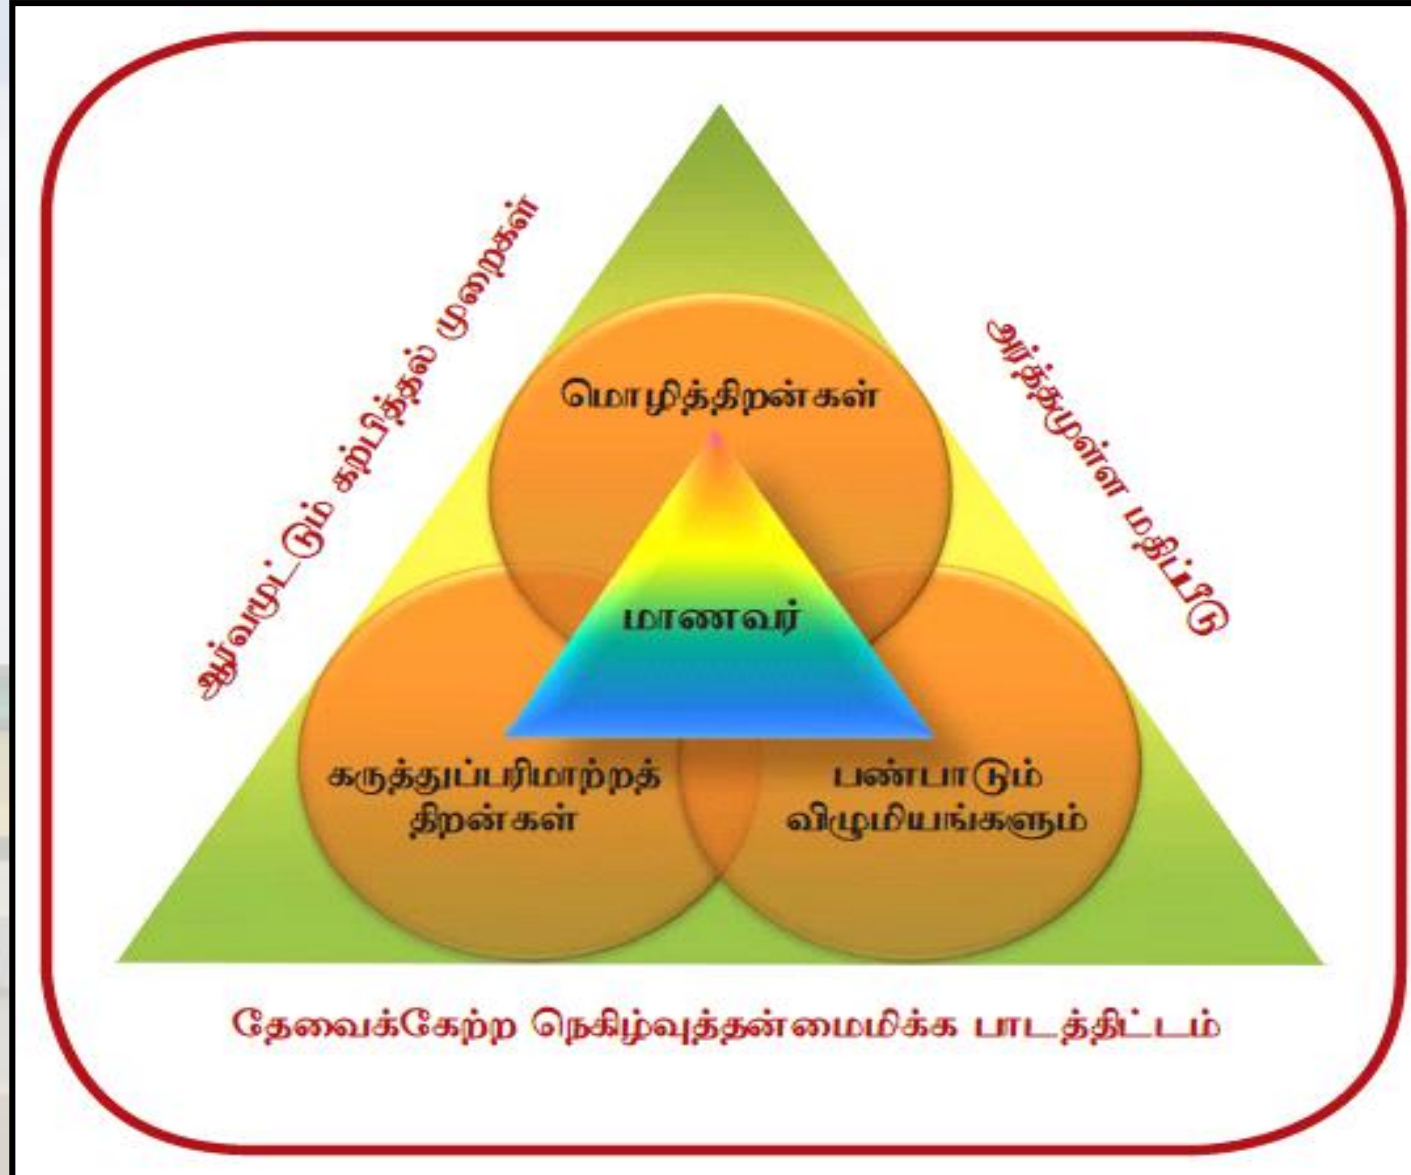 ஆர்வமூட்டும் கற்பித்தல் முறைகள்
அர்த்தமுள்ள மதிப்பீடு
மொழித்திறன்கள்
மாணவர்
கருத்துப்பரிமாற்றத்
திறன்கள்
பண்பாடும்
விழுமியங்களும்
தேவைக்கேற்ற நெகிழ்வுத்தன்மைமிக்க பாடத்திட்டம்